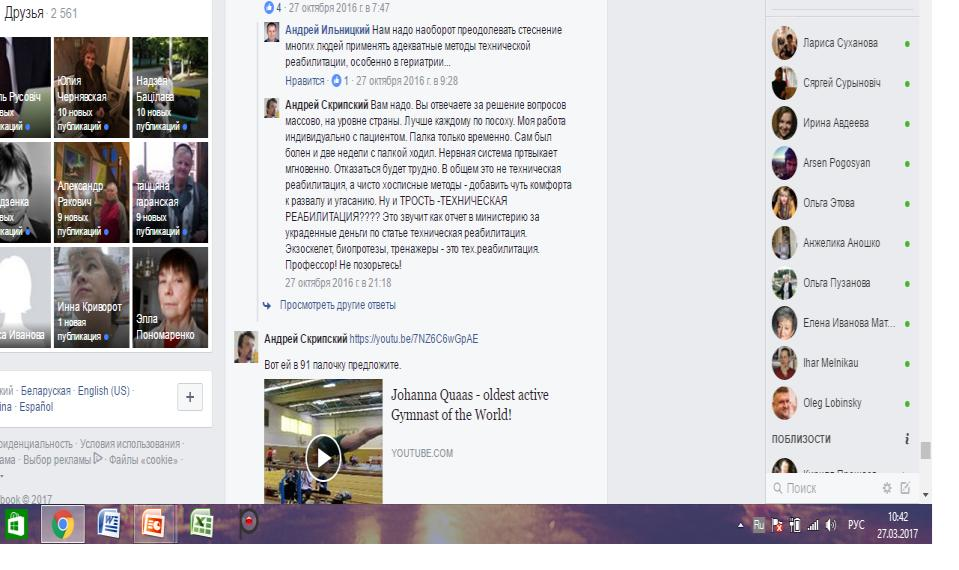 Друзья · 2 561
ль Русовіч
вых
каций
Юлия
Чернявская
10 новых
публикаций
Надзея
Баціпава
10 новых
публикаций
дзенка
вых
каций
Александр
Ракович
9 новых
публикаций
таццяна
гаранская
9 новых
публикаций
са Иванова
Инна Криворот
1 новая
публикация
Элла
Пономаренко
кий · Беларуская · English (US) ·
ina · Español
+
фиденциальность · Условия использования ·
ама · Выбор рекламы · Файлы «cookie» ·
book © 2017
4 · 27 октября 2016 г. в 7:47
Андрей Ильницкий Нам надо наоборот преодолевать стеснение
многих людей применять адекватные методы технической
реабилитации, особенно в гериатрии...
Нравится · 1 · 27 октября 2016 г. в 9:28
Андрей Скрипский Вам надо. Вы отвечаете за решение вопросов
массово, на уровне страны. Лучше каждому по посоху. Моя работа
индивидуально с пациентом. Палка только временно. Сам был
болен и две недели с палкой ходил. Нервная система пртвыкает
мгновенно. Отказаться будет трудно. В общем это не техническая
реабилитация, а чисто хосписные методы - добавить чуть комфорта
к развалу и угасанию. Ну и ТРОСТЬ -ТЕХНИЧЕСКАЯ
РЕАБИЛИТАЦИЯ???? Это звучит как отчет в министерию за
украденные деньги по статье техническая реабилитация.
Экзоскелет, биопротезы, тренажеры - это тех.реабилитация.
Профессор! Не позорьтесь!
27 октября 2016 г. в 21:18
Просмотреть другие ответы
Андрей Скрипский https://youtu.be/7NZ6C6wGpAE
Вот ей в 91 палочку предложите.
Johanna Quaas - oldest active
Gymnast of the World!
YOUTUBE.COM
Лариса Суханова
Сяргей Сурыновіч
Ирина Авдеева
Arsen Pogosyan
Ольга Этова
Анжелика Аношко
Ольга Пузанова
Елена Иванова Мат...
Ihar Melnikau
Oleg Lobinsky
ПОБЛИЗОСТИ
Поиск
Ru
РУС
10:42
27.03.2017